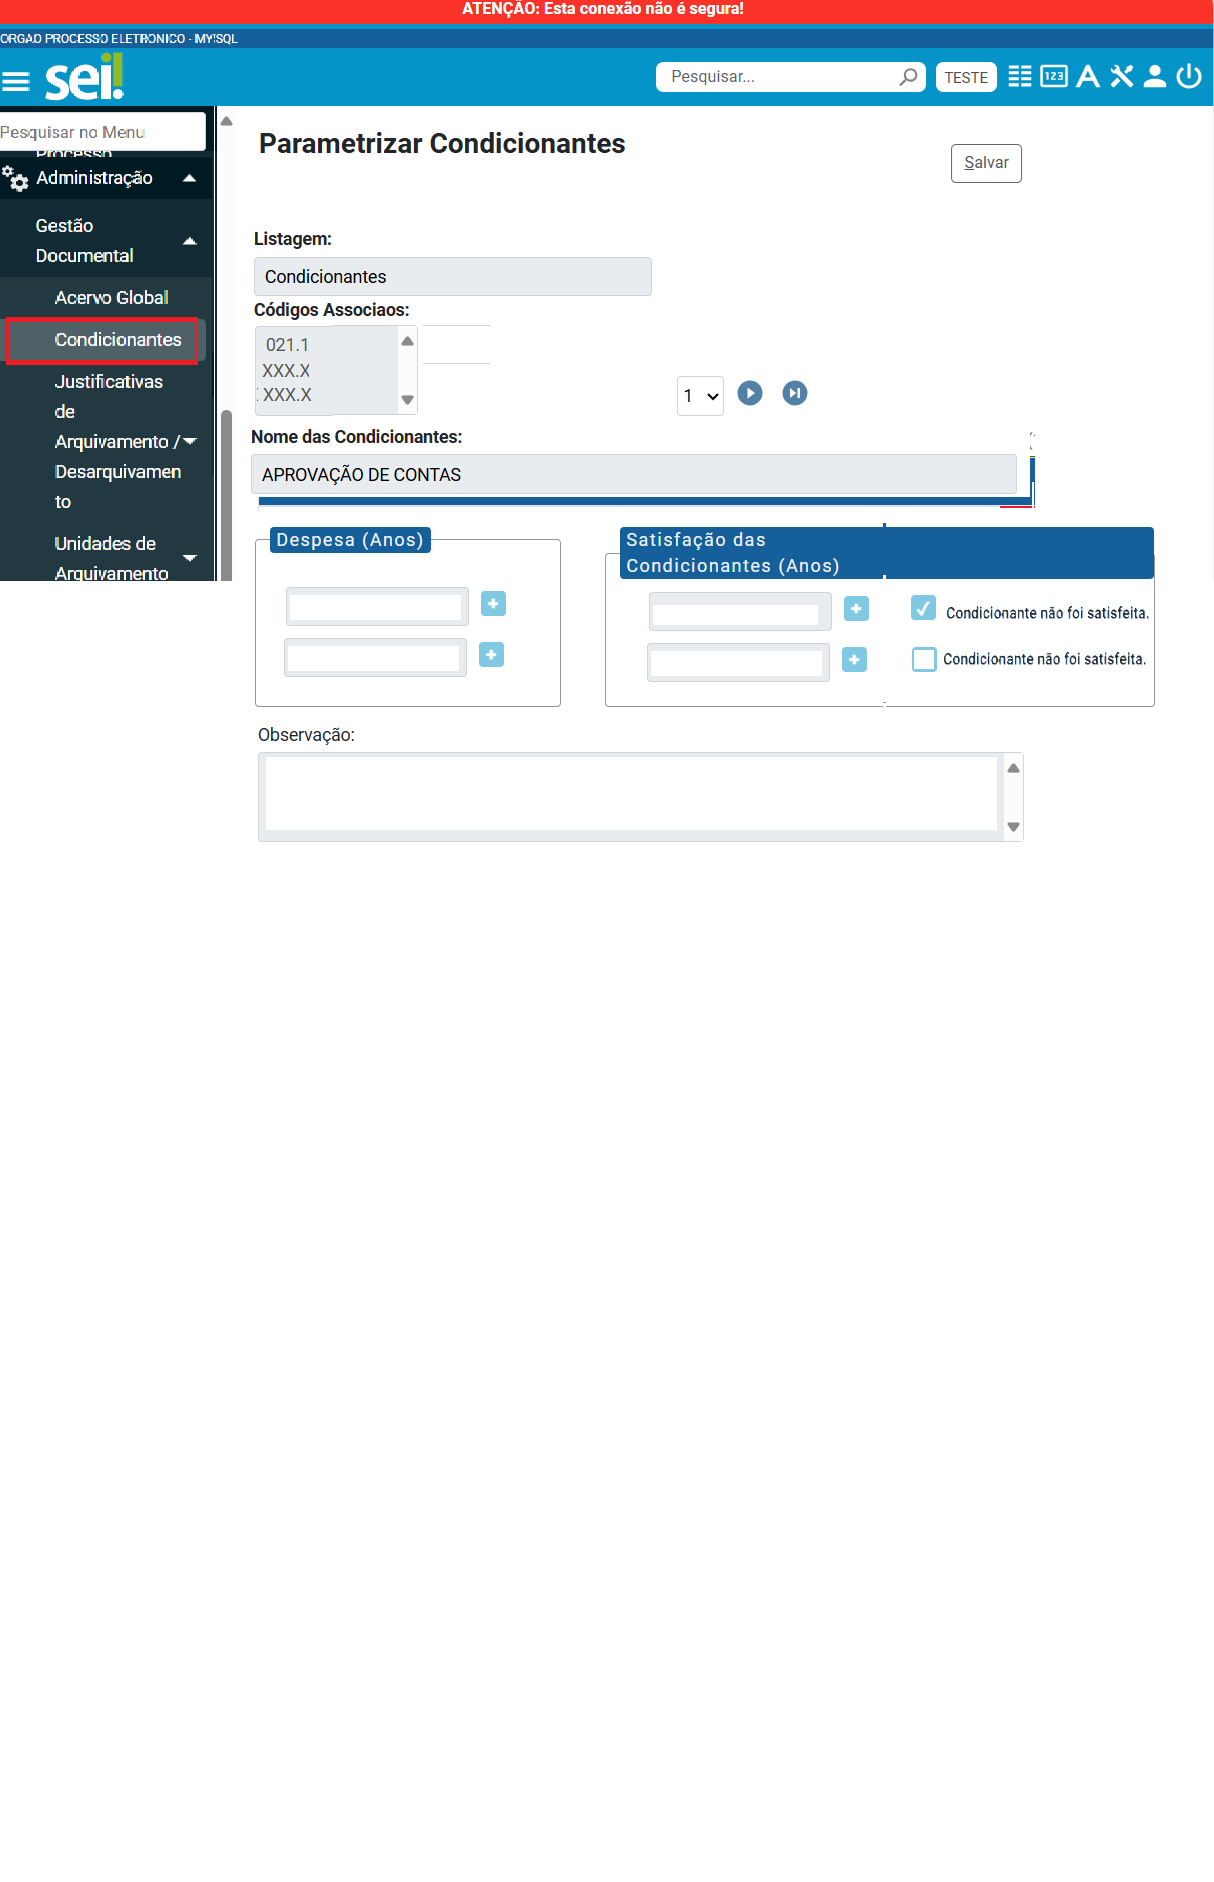 ATENÇÃO: Esta conexão não é segura!
ORGAO PROCESSO ELETRONICO - MYSQL
sei!
Pesquisar...
TESTE
123
A
Pesquisar no Menu
Processo
Administração
Gestão
Documental
Acervo Global
Condicionantes
Justificativas
de
Arquivamento /
Desarquivamen
to
Unidades de
Arquivamento
Parametrizar Condicionantes
Salvar
Listagem:
Condicionantes
Códigos Associaos:
021.1
XXX.X
XXX.X
1
Nome das Condicionantes:
APROVAÇÃO DE CONTAS
Despesa (Anos)
Satisfação das
Condicionantes (Anos)
Condicionante não foi satisfeita.
Condicionante não foi satisfeita.
Observação: